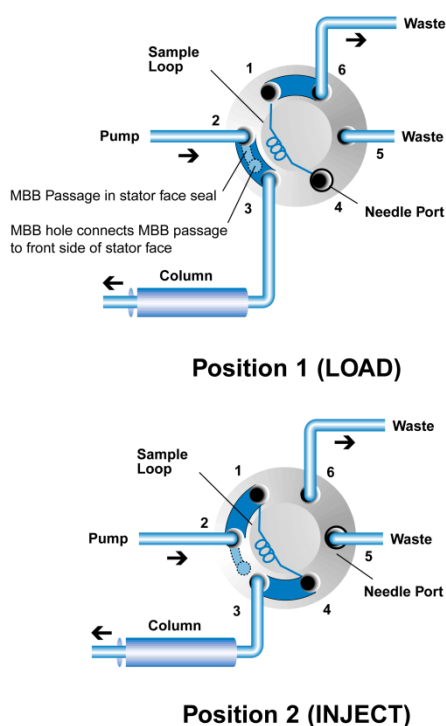 Waste
Sample
Loop
1
6
2
Pump
Waste
5
MBB Passage in stator face seal
4
3
Needle Port
MBB hole connects MBB passage
to front side of stator face
Column
Position 1 (LOAD)
Waste
Sample
Loop
1
6
2
Pump
Waste
5
Needle Port
3
4
Column
Position 2 (INJECT)